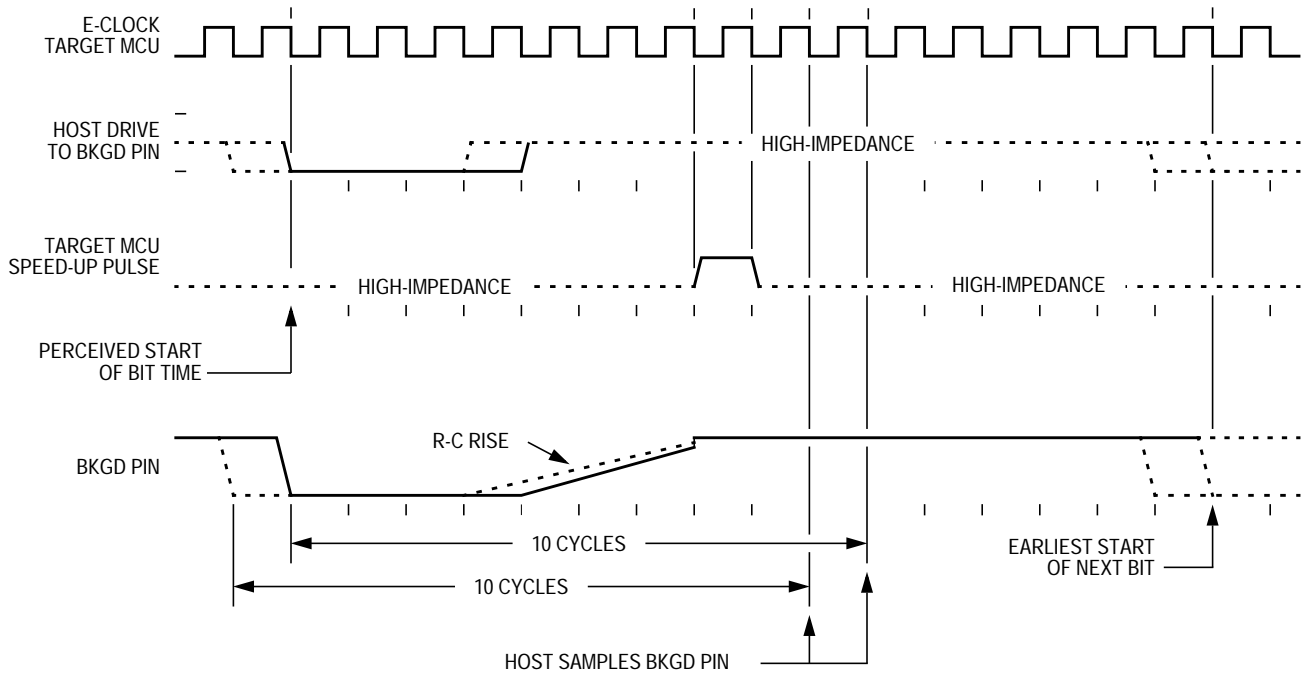 E-CLOCK
TARGET MCU
HOST DRIVE
TO BKGD PIN
HIGH-IMPEDANCE
TARGET MCU
SPEED-UP PULSE
HIGH-IMPEDANCE
HIGH-IMPEDANCE
PERCEIVED START
OF BIT TIME
R-C RISE
BKGD PIN
10 CYCLES
EARLIEST START
OF NEXT BIT
10 CYCLES
HOST SAMPLES BKGD PIN